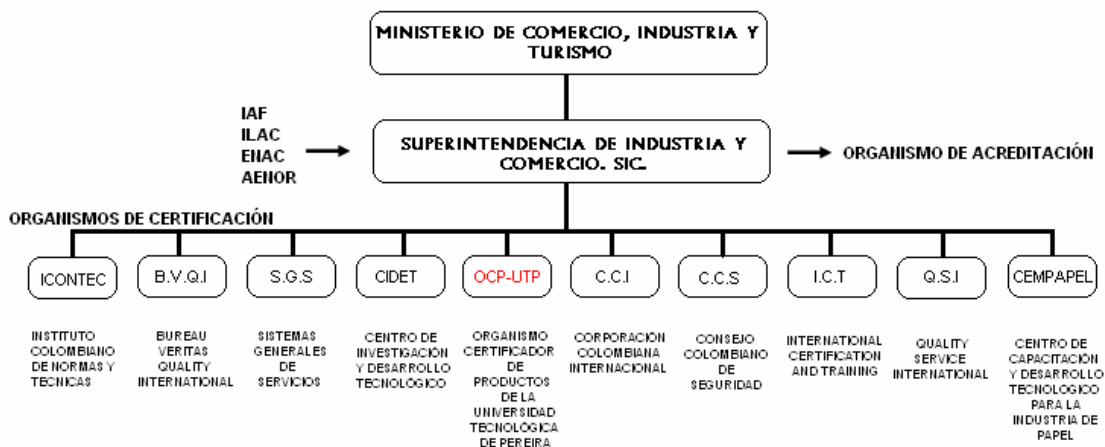 MINISTERIO DE COMERCIO, INDUSTRIA Y
TURISMO
IAF
ILAC
ENAC
AENOR
SUPERINTENDENCIA DE INDUSTRIA Y
COMERCIO. SIC.
ORGANISMO DE ACREDITACIÓN
ORGANISMOS DE CERTIFICACIÓN
ICONTEC
B.V.Q.I
S.G.S
CIDET
OCP-UTP
C.C.I
C.C.S
I.C.T
Q.S.I
CEMPAPEL
INSTITUTO
COLOMBIANO
DE NORMAS Y
TECNICAS
BUREAU
VERITAS
QUALITY
INTERNATIONAL
SISTEMAS
GENERALES
DE
SERVICIOS
CENTRO DE
INVESTIGACIÓN
Y DESARROLLO
TECNOLÓGICO
ORGANISMO
CERTIFICADOR
DE
PRODUCTOS
DE LA
UNIVERSIDAD
TECNOLÓGICA
DE PEREIRA
CORPORACIÓN
COLOMBIANA
INTERNACIONAL
CONSEJO
COLOMBIANO
DE
SEGURIDAD
INTERNATIONAL
CERTIFICATION
AND TRAINING
QUALITY
SERVICE
INTERNATIONAL
CENTRO DE
CAPACITACIÓN
Y DESARROLLO
TECNOLÓGICO
PARA LA
INDUSTRIA DE
PAPEL